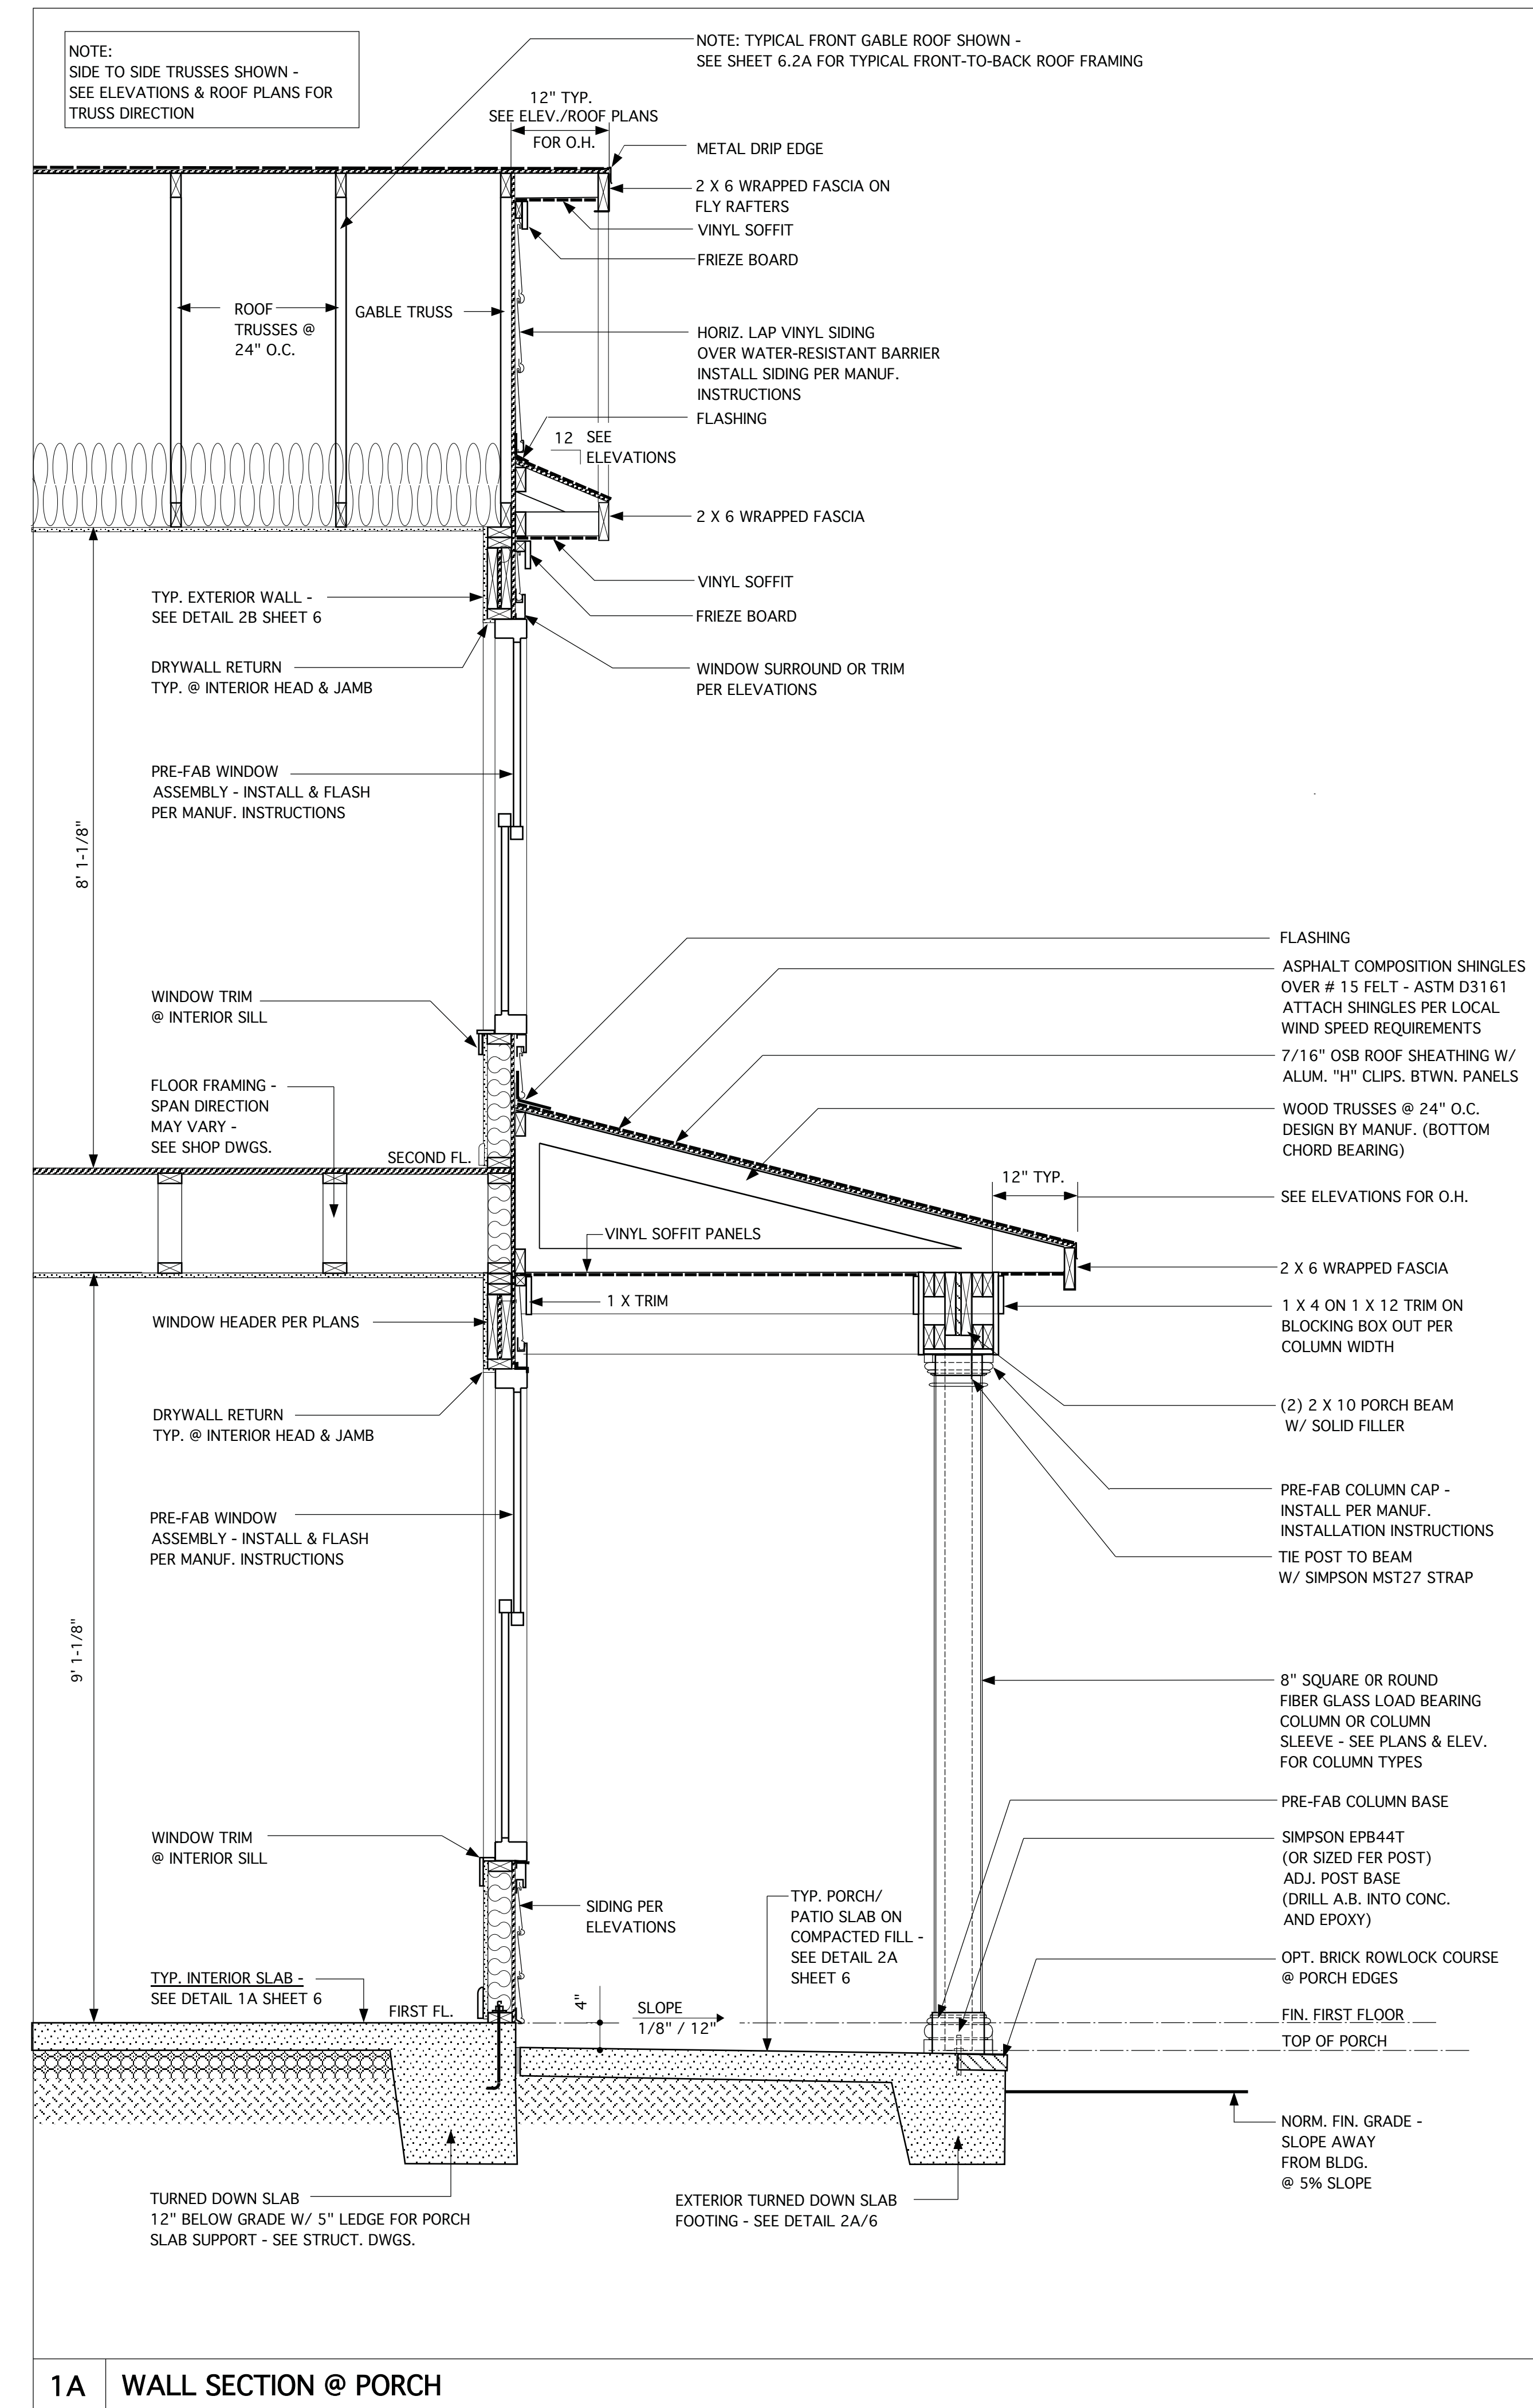 NOTE:
SIDE TO SIDE TRUSSES SHOWN -
SEE ELEVATIONS & ROOF PLANS FOR
TRUSS DIRECTION
NOTE: TYPICAL FRONT GABLE ROOF SHOWN -
SEE SHEET 6.2A FOR TYPICAL FRONT-TO-BACK ROOF FRAMING
12" TYP.
SEE ELEV./ROOF PLANS
FOR O.H.
METAL DRIP EDGE
2 X 6 WRAPPED FASCIA ON
FLY RAFTERS
VINYL SOFFIT
FRIEZE BOARD
ROOF
TRUSSES @
24" O.C.
GABLE TRUSS
HORIZ. LAP VINYL SIDING
OVER WATER-RESISTANT BARRIER
INSTALL SIDING PER MANUF.
INSTRUCTIONS
FLASHING
12 SEE
ELEVATIONS
2 X 6 WRAPPED FASCIA
VINYL SOFFIT
FRIEZE BOARD
TYP. EXTERIOR WALL -
SEE DETAIL 2B SHEET 6
DRYWALL RETURN
TYP. @ INTERIOR HEAD & JAMB
WINDOW SURROUND OR TRIM
PER ELEVATIONS
PRE-FAB WINDOW
ASSEMBLY - INSTALL & FLASH
PER MANUF. INSTRUCTIONS
8' 1-1/8"
WINDOW TRIM
@ INTERIOR SILL
FLOOR FRAMING -
SPAN DIRECTION
MAY VARY -
SEE SHOP DWGS.
SECOND FL.
FLASHING
ASPHALT COMPOSITION SHINGLES
OVER # 15 FELT - ASTM D3161
ATTACH SHINGLES PER LOCAL
WIND SPEED REQUIREMENTS
7/16" OSB ROOF SHEATHING W/
ALUM. "H" CLIPS. BTWN. PANELS
WOOD TRUSSES @ 24" O.C.
DESIGN BY MANUF. (BOTTOM
CHORD BEARING)
12" TYP.
SEE ELEVATIONS FOR O.H.
VINYL SOFFIT PANELS
2 X 6 WRAPPED FASCIA
1 X TRIM
1 X 4 ON 1 X 12 TRIM ON
BLOCKING BOX OUT PER
COLUMN WIDTH
WINDOW HEADER PER PLANS
(2) 2 X 10 PORCH BEAM
W/ SOLID FILLER
DRYWALL RETURN
TYP. @ INTERIOR HEAD & JAMB
PRE-FAB COLUMN CAP -
INSTALL PER MANUF.
INSTALLATION INSTRUCTIONS
PRE-FAB WINDOW
ASSEMBLY - INSTALL & FLASH
PER MANUF. INSTRUCTIONS
TIE POST TO BEAM
W/ SIMPSON MST27 STRAP
9' 1-1/8"
8" SQUARE 0R ROUND
FIBER GLASS LOAD BEARING
COLUMN OR COLUMN
SLEEVE - SEE PLANS & ELEV.
FOR COLUMN TYPES
PRE-FAB COLUMN BASE
WINDOW TRIM
@ INTERIOR SILL
SIMPSON EPB44T
(OR SIZED FER POST)
ADJ. POST BASE
(DRILL A.B. INTO CONC.
AND EPOXY)
SIDING PER
ELEVATIONS
TYP. PORCH/
PATIO SLAB ON
COMPACTED FILL -
SEE DETAIL 2A
SHEET 6
OPT. BRICK ROWLOCK COURSE
@ PORCH EDGES
TYP. INTERIOR SLAB -
SEE DETAIL 1A SHEET 6
FIRST FL.
4"
SLOPE
1/8" / 12"
FIN. FIRST FLOOR
TOP OF PORCH
NORM. FIN. GRADE -
SLOPE AWAY
FROM BLDG.
@ 5% SLOPE
TURNED DOWN SLAB
12" BELOW GRADE W/ 5" LEDGE FOR PORCH
SLAB SUPPORT - SEE STRUCT. DWGS.
EXTERIOR TURNED DOWN SLAB
FOOTING - SEE DETAIL 2A/6
1A WALL SECTION @ PORCH